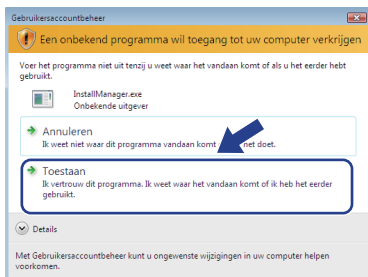 Gebruikersaccountbeheer
Een onbekend programma wil toegang tot uw computer verkrijgen
Voer het programma niet uit tenzij u weet waar het vandaan komt of als u het eerder hebt
gebruikt.
InstallManager.exe
Onbekende uitgever
Annuleren
Ik weet niet waar dit programma vandaan komt net doet.
Toestaan
Ik vertrouw dit programma. Ik weet waar het vandaan komt of ik heb het eerder
gebruikt.
Details
Met Gebruikersaccountbeheer kunt u ongewenste wijzigingen in uw computer helpen
voorkomen.